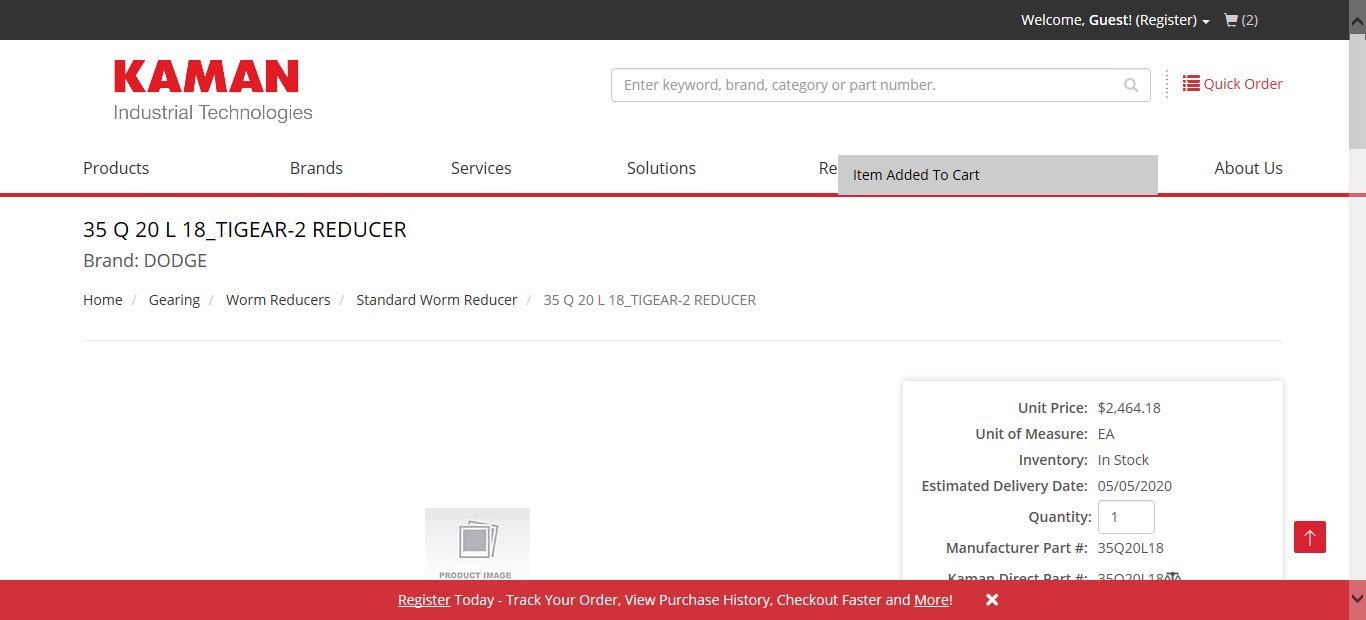 Welcome, Guest! (Register) (2)
KAMAN
Industrial Technologies
Enter keyword, brand, category or part number.
Quick Order
Products Brands Services Solutions Re About Us
Item Added To Cart
35 Q 20 L 18_TIGEAR-2 REDUCER
Brand: DODGE
Home / Gearing / Worm Reducers / Standard Worm Reducer / 35 Q 20 L 18_TIGEAR-2 REDUCER
Unit Price: $2,464.18
Unit of Measure: EA
Inventory: In Stock
Estimated Delivery Date: 05/05/2020
Quantity: 1
Manufacturer Part #: 35Q20L18
Kaman Direct Part #: 35Q20L18
PRODUCT IMAGE
Register Today - Track Your Order, View Purchase History, Checkout Faster and More!